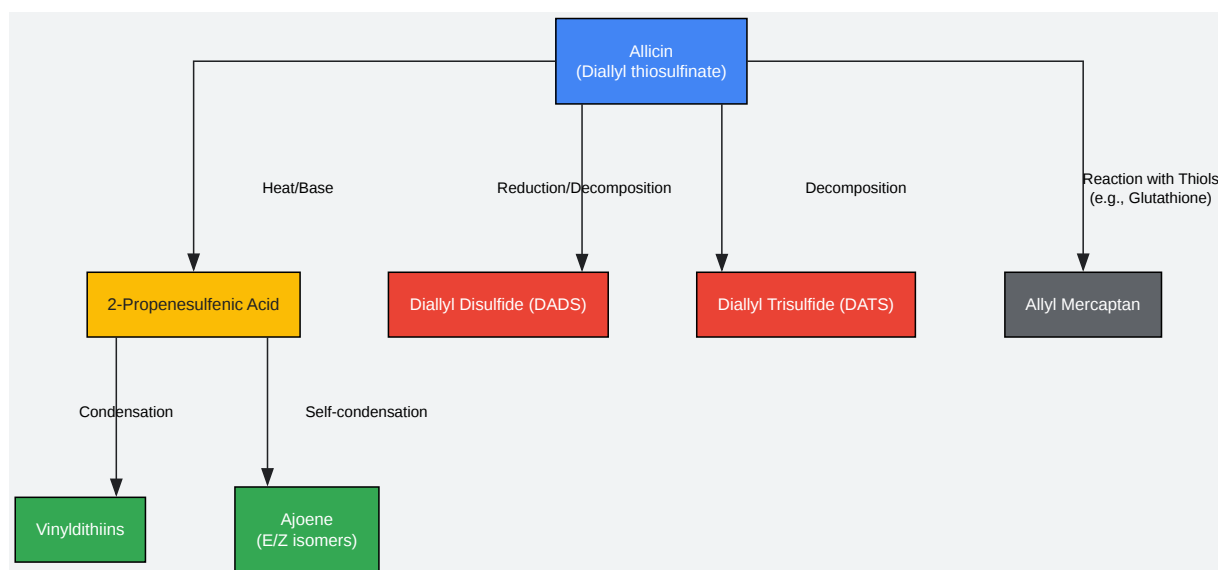 Allicin
(Diallyl thiosulfinate)
Heat/Base
Reduction/Decomposition
Decomposition
Reaction with Thiols
(e.g., Glutathione)
2-Propenesulfenic Acid
Diallyl Disulfide (DADS)
Diallyl Trisulfide (DATS)
Allyl Mercaptan
Condensation
Self-condensation
Vinyldithiins
Ajoene
(E/Z isomers)